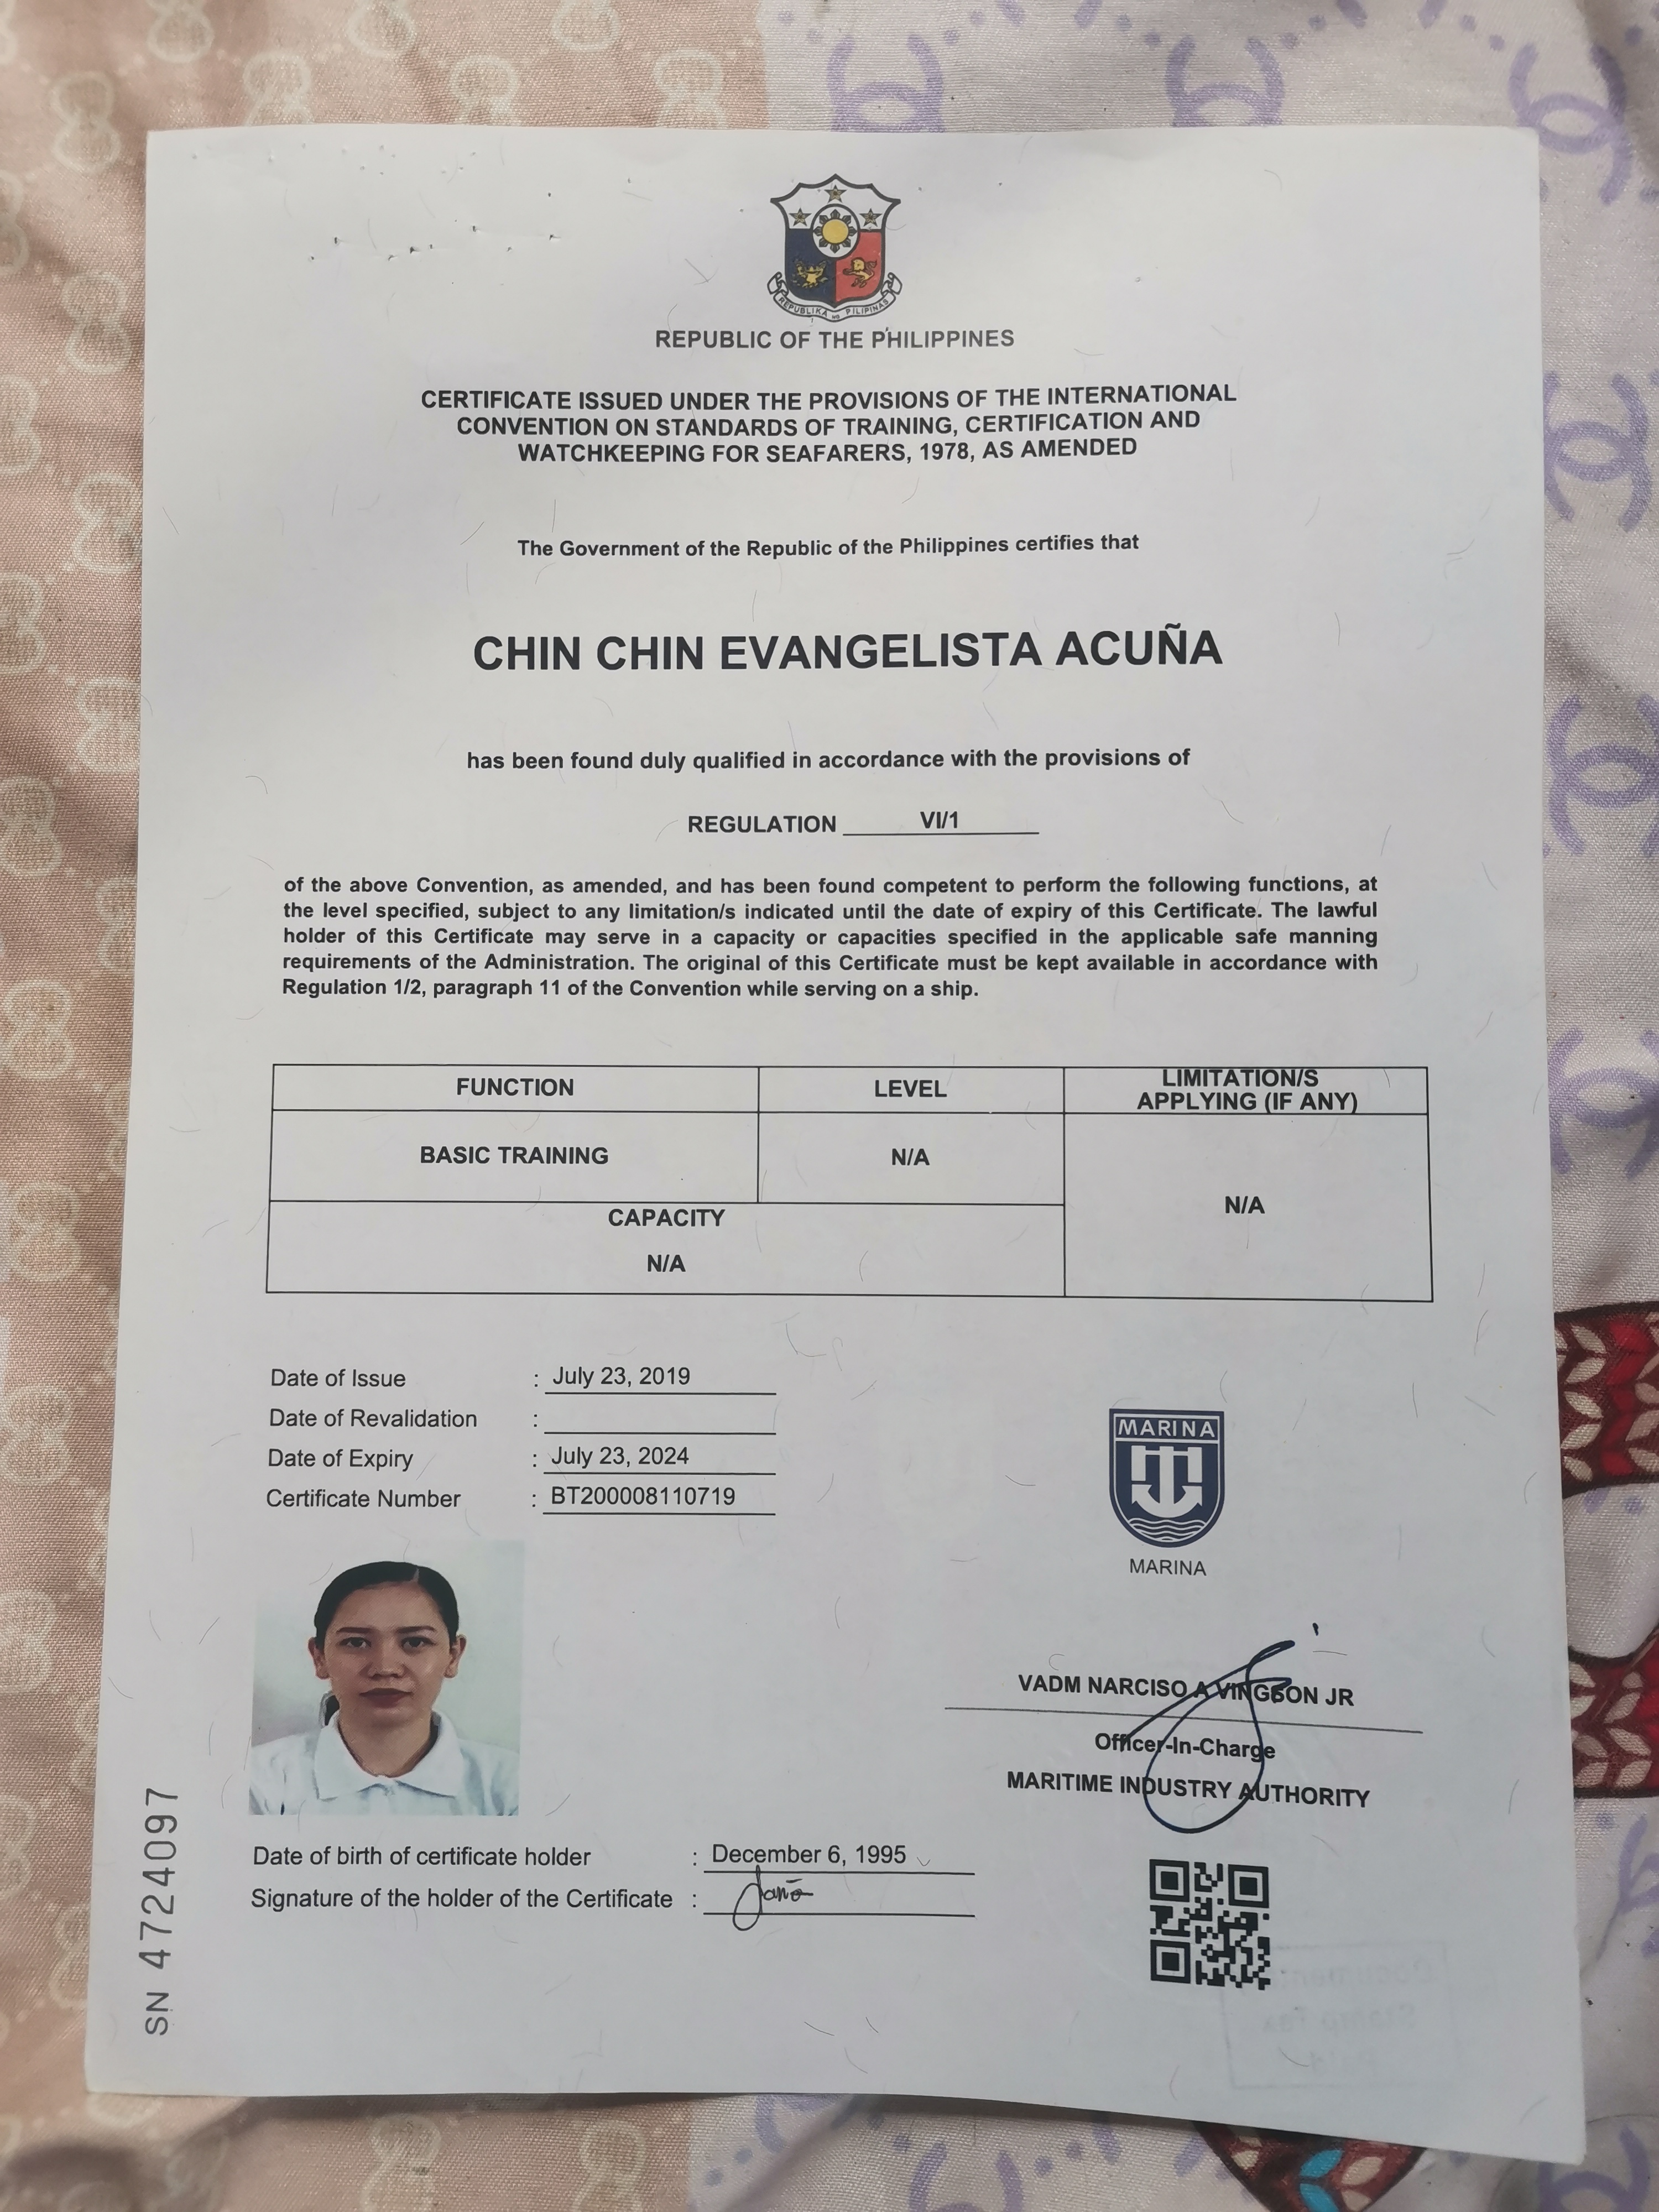 REPUBLIKA NG PILIPINAS
REPUBLIC OF THE PHILIPPINES
CERTIFICATE ISSUED UNDER THE PROVISIONS OF THE INTERNATIONAL
CONVENTION ON STANDARDS OF TRAINING, CERTIFICATION AND
WATCHKEEPING FOR SEAFARERS, 1978, AS AMENDED
The Government of the Republic of the Philippines certifies that
CHIN CHIN EVANGELISTA ACUÑA
has been found duly qualified in accordance with the provisions of
REGULATION VI/1
of the above Convention, as amended, and has been found competent to perform the following functions, at
the level specified, subject to any limitation/s indicated until the date of expiry of this Certificate. The lawful
holder of this Certificate may serve in a capacity or capacities specified in the applicable safe manning
requirements of the Administration. The original of this Certificate must be kept available in accordance with
Regulation 1/2, paragraph 11 of the Convention while serving on a ship.
FUNCTION LEVEL LIMITATION/S
APPLYING (IF ANY)
BASIC TRAINING N/A N/A
CAPACITY
N/A
Date of Issue : July 23, 2019
Date of Revalidation :
Date of Expiry : July 23, 2024
Certificate Number : BT200008110719
MARINA
MARINA
VADM NARCISO A VINGSON JR
Officer-In-Charge
MARITIME INDUSTRY AUTHORITY
Date of birth of certificate holder : December 6, 1995
Signature of the holder of the Certificate :
SN 4724097
Stamp Tax